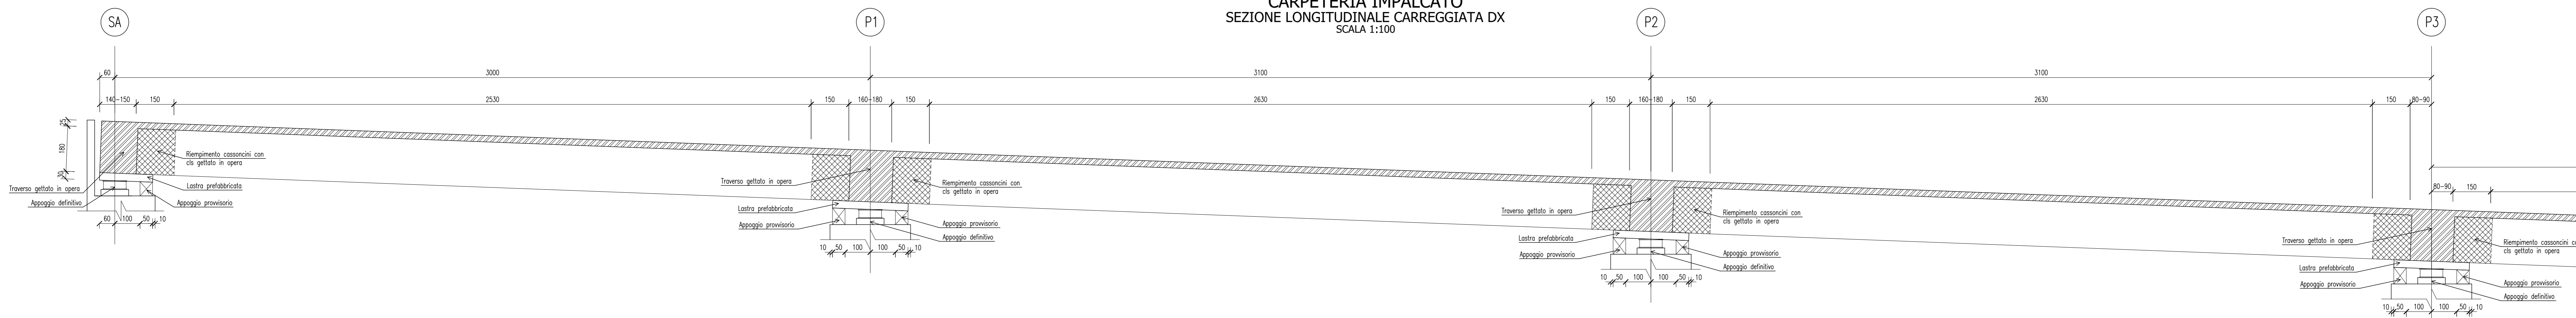 CARPETERIA IMPALCATO
SEZIONE LONGITUDINALE CARREGGIATA DX
SCALA 1:100
SA
P1
P2
P3
60
3000
3100
3100
140-150
150
2530
150
160-180
150
2630
150
160-180
150
2630
150
80-90
80-90
150
25
180
30
Riempimento cassoncini con
cls gettato in opera
Lastra prefabbricata
Traverso gettato in opera
Appoggio definitivo
Appoggio provvisorio
60
100
50
10
Traverso gettato in opera
Riempimento cassoncini con
cls gettato in opera
Lastra prefabbricata
Appoggio provvisorio
Appoggio provvisorio
Appoggio definitivo
10
50
100
100
50
10
Traverso gettato in opera
Riempimento cassoncini con
cls gettato in opera
Lastra prefabbricata
Appoggio provvisorio
Appoggio provvisorio
Appoggio definitivo
10
50
100
100
50
10
Traverso gettato in opera
Riempimento cassoncini
cls gettato in opera
Lastra prefabbricata
Appoggio provvisorio
Appoggio provvisorio
Appoggio definitivo
10
50
100
100
50
10